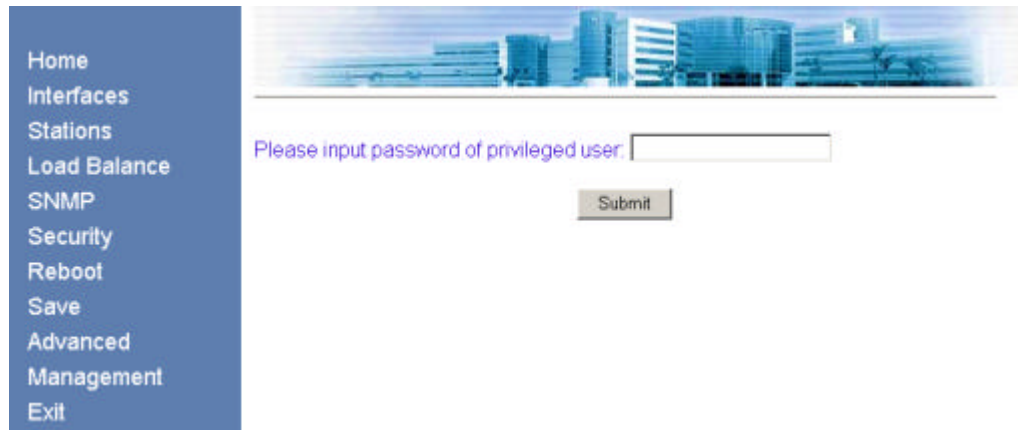 Home
Interfaces
Stations
Load Balance
SNMP
Security
Reboot
Save
Advanced
Management
Exit
Please input password of privileged user:
Submit